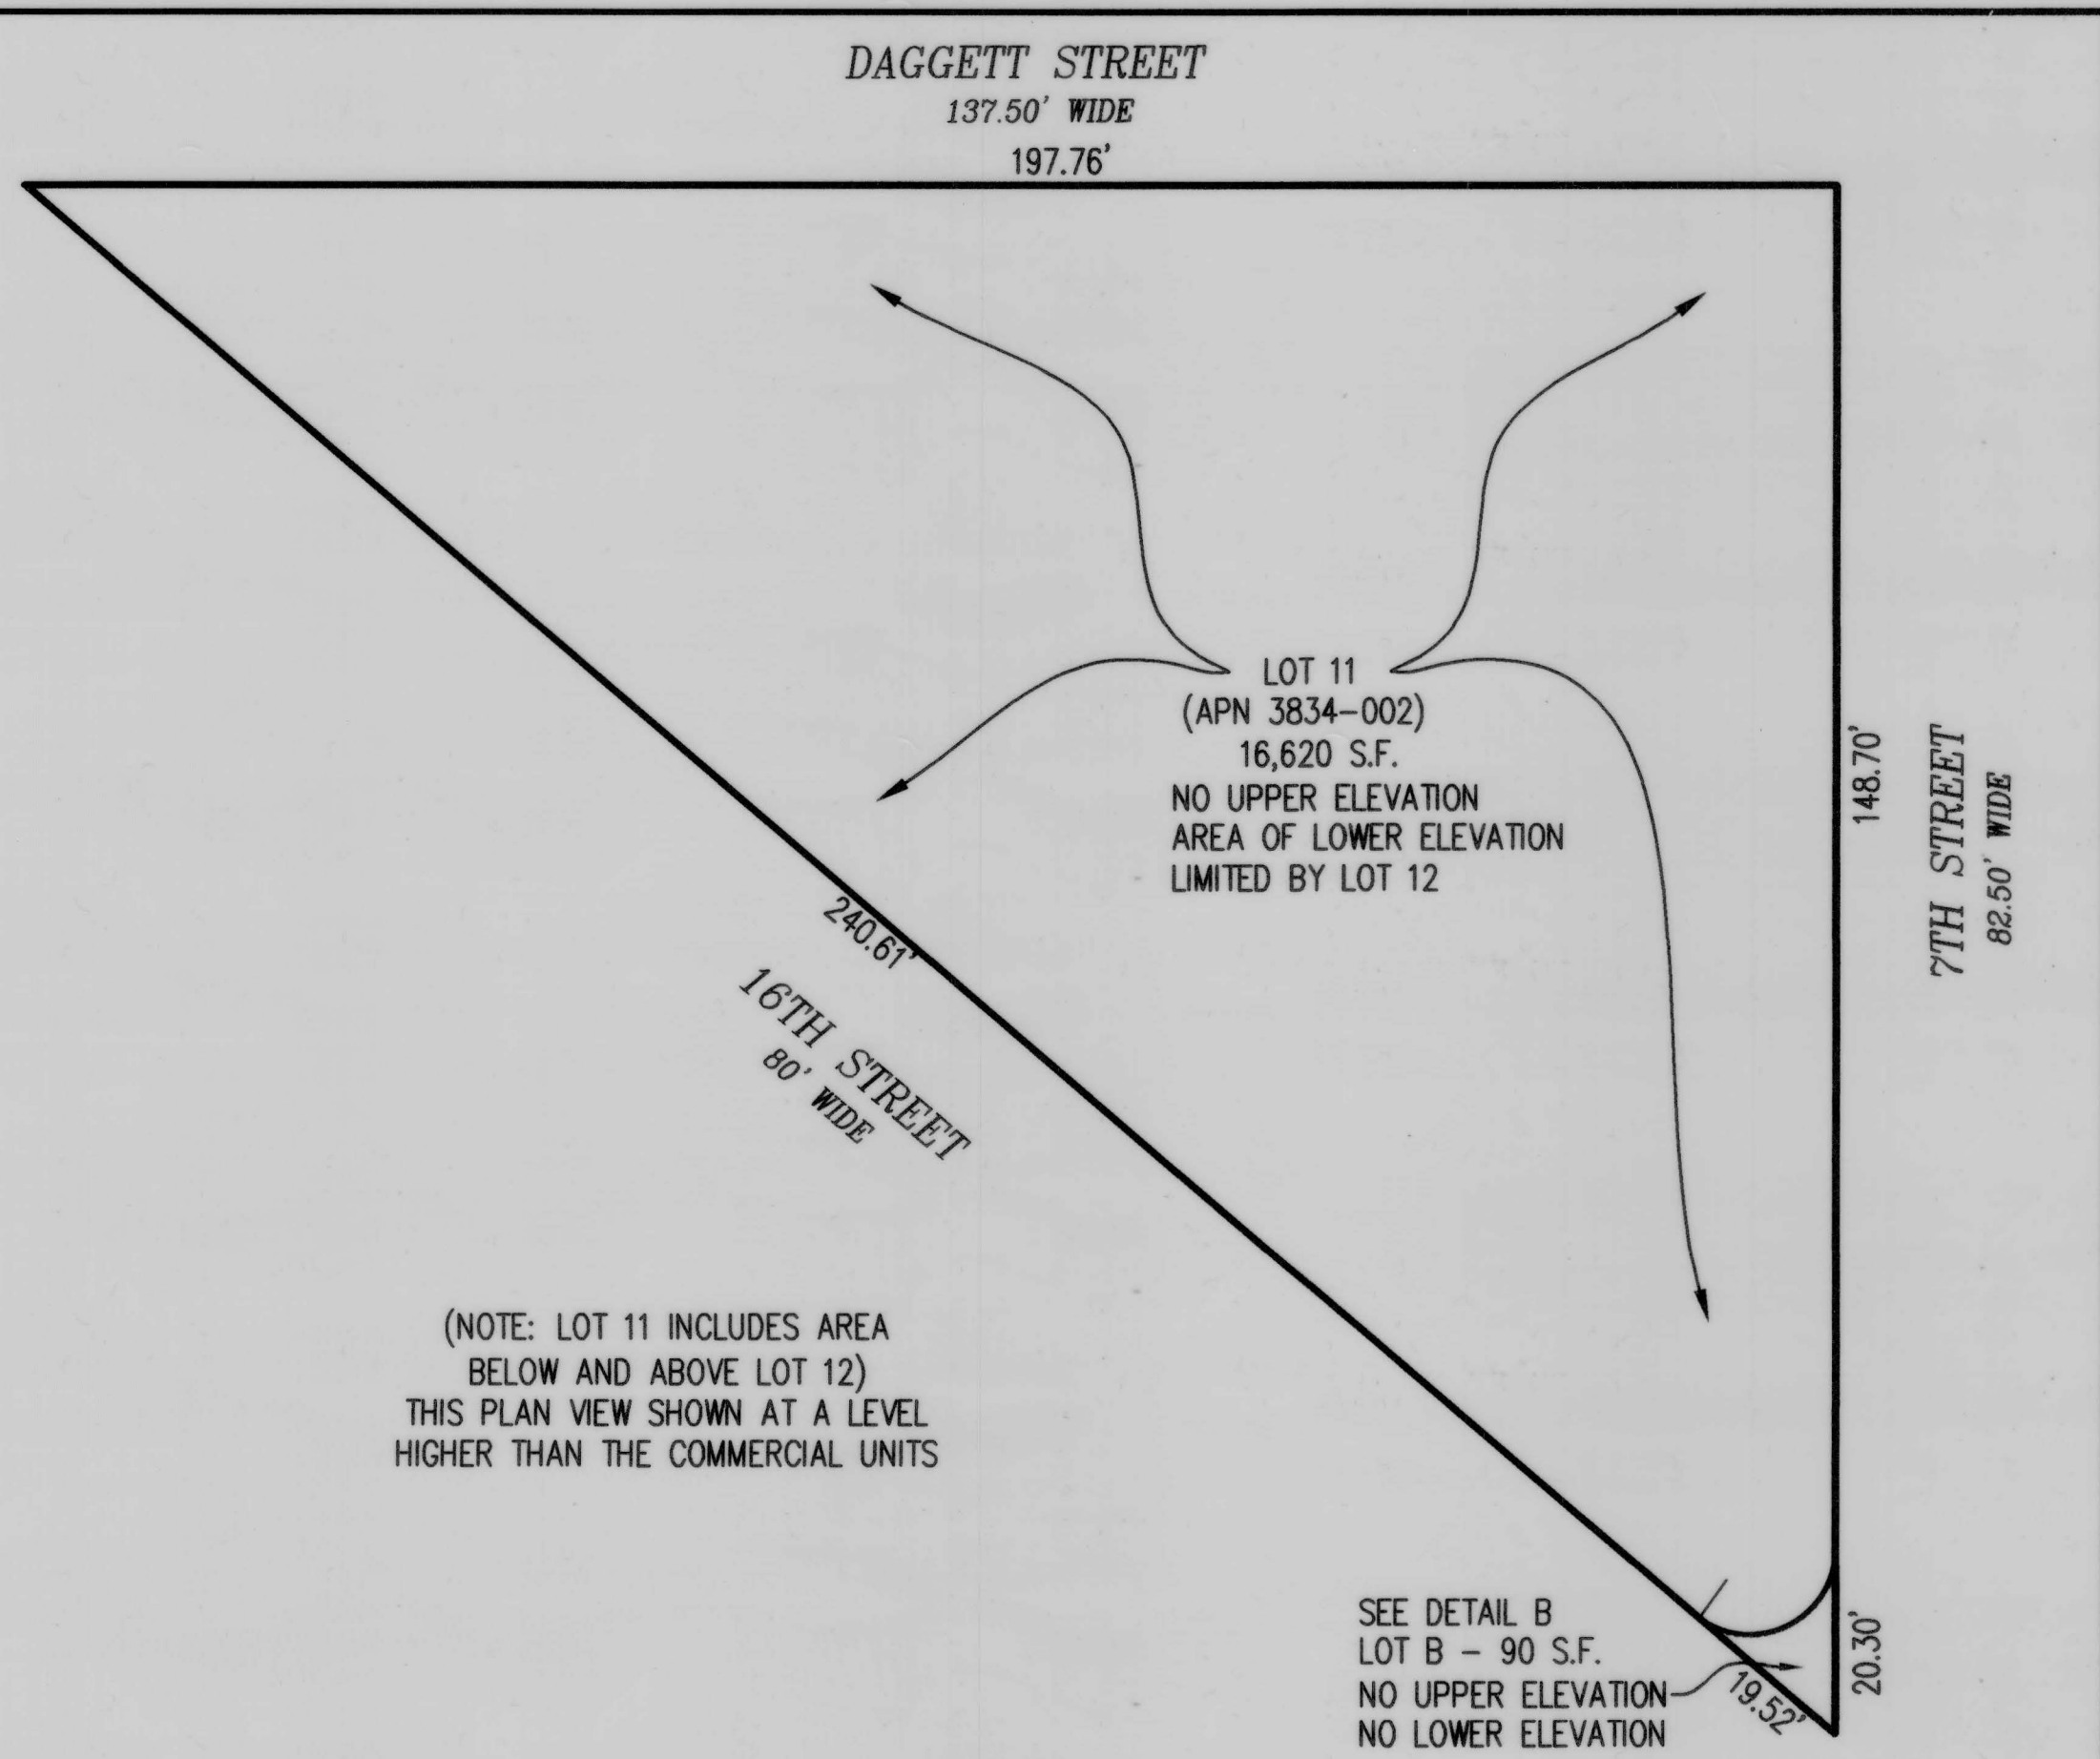 DAGGETT STREET
137.50' WIDE
197.76'
LOT 11
(APN 3834-002)
16,620 S.F.
NO UPPER ELEVATION
AREA OF LOWER ELEVATION
LIMITED BY LOT 12
148.70'
7TH STREET
82.50' WIDE
240.61'
16TH STREET
80' WIDE
(NOTE: LOT 11 INCLUDES AREA
BELOW AND ABOVE LOT 12)
THIS PLAN VIEW SHOWN AT A LEVEL
HIGHER THAN THE COMMERCIAL UNITS
SEE DETAIL B
LOT B - 90 S.F.
NO UPPER ELEVATION
NO LOWER ELEVATION
19.52'
20.30'